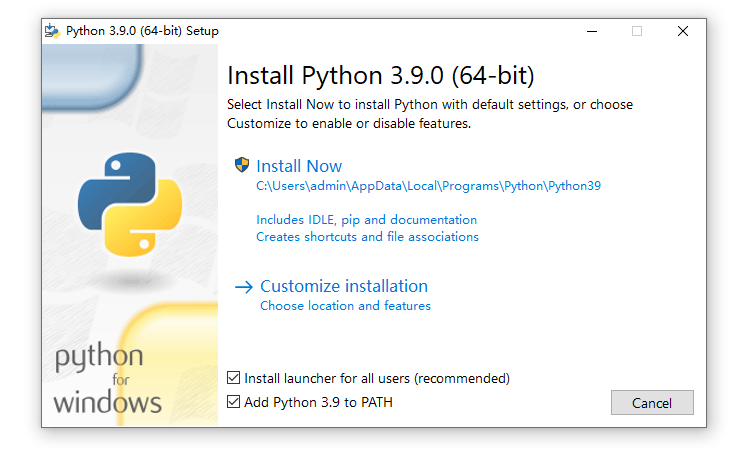 Python 3.9.0 (64-bit) Setup
Install Python 3.9.0 (64-bit)
Select Install Now to install Python with default settings, or choose
Customize to enable or disable features.
Install Now
C:\Users\admin\AppData\Local\Programs\Python\Python39
Includes IDLE, pip and documentation
Creates shortcuts and file associations
Customize installation
Choose location and features
python
for
windows
Install launcher for all users (recommended)
Add Python 3.9 to PATH
Cancel